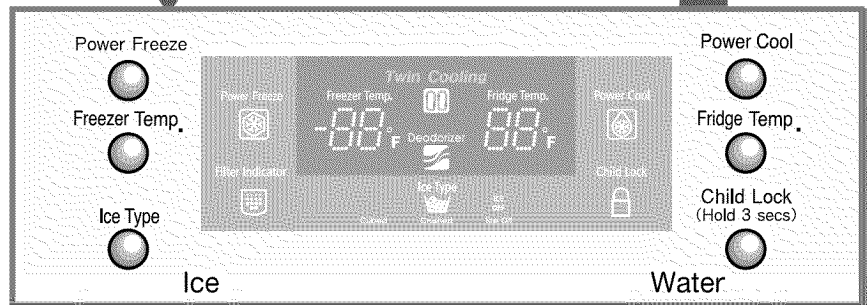 Power Freeze
Freezer Temp.
Ice Type
Twin Cooling
Power Freeze
Freezer Temp.
Fridge Temp.
Power Cool
-88°F
88°F
Deodorizer
Filter Indicator
Ice Type
Child Lock
Cubed
Crushed
ICE OFF
Ice Off
Power Cool
Fridge Temp.
Child Lock
(Hold 3 secs)
Ice
Water